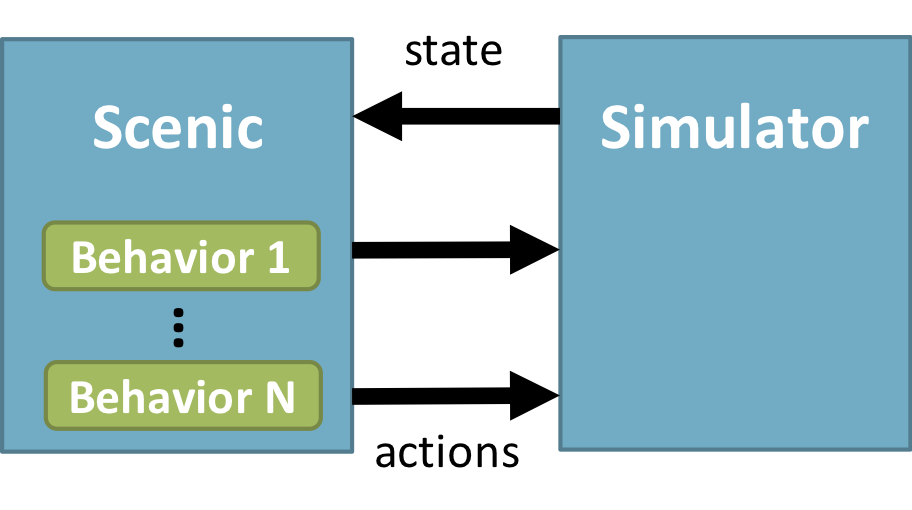 state
Scenic
Simulator
Behavior 1
Behavior N
actions